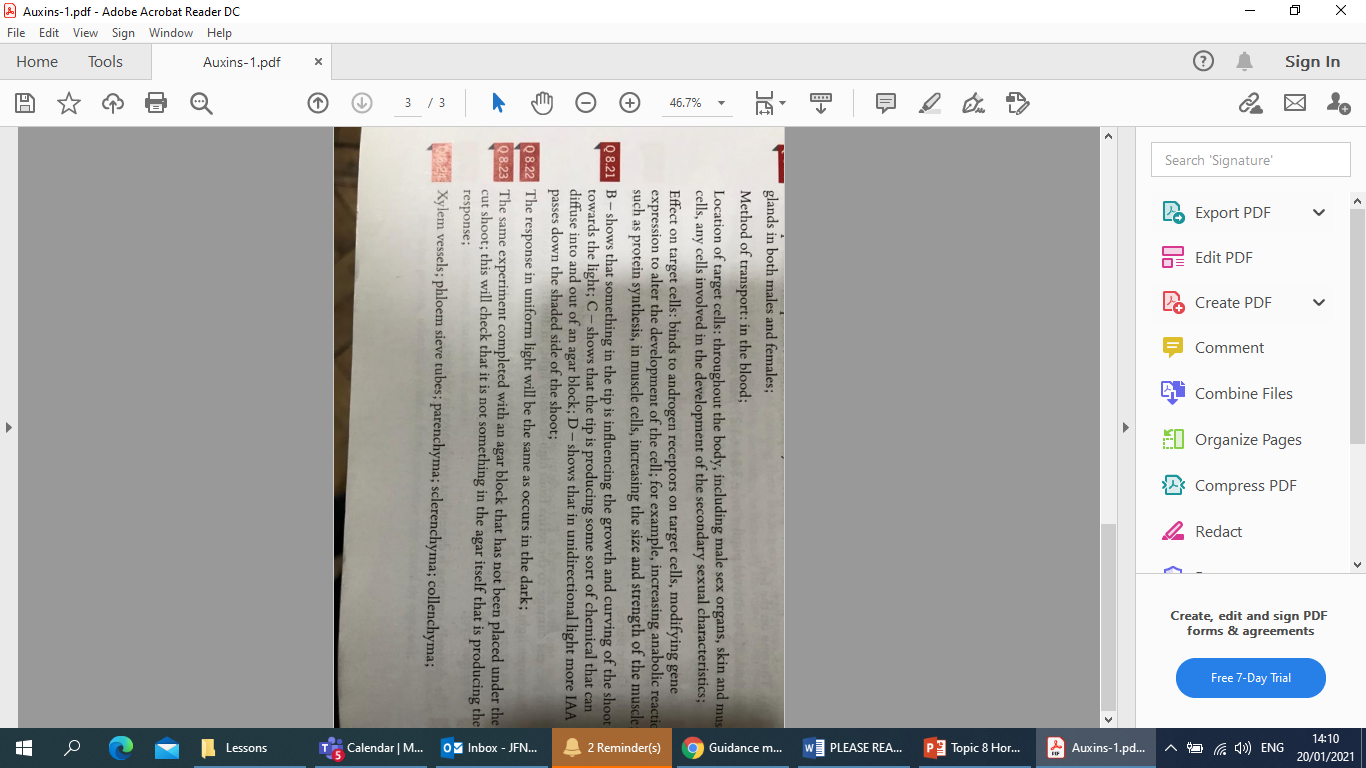 Auxins-1.pdf - Adobe Acrobat Reader DC
File Edit View Sign Window Help
Home Tools Auxins-1.pdf × Sign In
3 / 3 46.7%
glands in both males and females;
Method of transport: in the blood;
Location of target cells: throughout the body, including male sex organs, skin and mus
cells, any cells involved in the development of the secondary sexual characteristics;
Effect on target cells: binds to androgen receptors on target cells, modifying gene
expression to alter the development of the cell; for example, increasing anabolic reactio
such as protein synthesis, in muscle cells, increasing the size and strength of the muscle
Q 8.21 B – shows that something in the tip is influencing the growth and curving of the shoot
towards the light; C – shows that the tip is producing some sort of chemical that can
diffuse into and out of an agar block; D – shows that in unidirectional light more IAA
passes down the shaded side of the shoot;
Q 8.22 The response in uniform light will be the same as occurs in the dark;
Q 8.23 The same experiment completed with an agar block that has not been placed under the
cut shoot; this will check that it is not something in the agar itself that is producing the
response;
Xylem vessels; phloem sieve tubes; parenchyma; sclerenchyma; collenchyma;
Search 'Signature'
Export PDF
Edit PDF
Create PDF
Comment
Combine Files
Organize Pages
Compress PDF
Redact
Create, edit and sign PDF
forms & agreements
Free 7-Day Trial
Lessons
Calendar | M...
5
Inbox - JFN...
2 Reminder(s)
Guidance m...
PLEASE REA...
Topic 8 Hor...
Auxins-1.pd...
ENG
14:10
20/01/2021